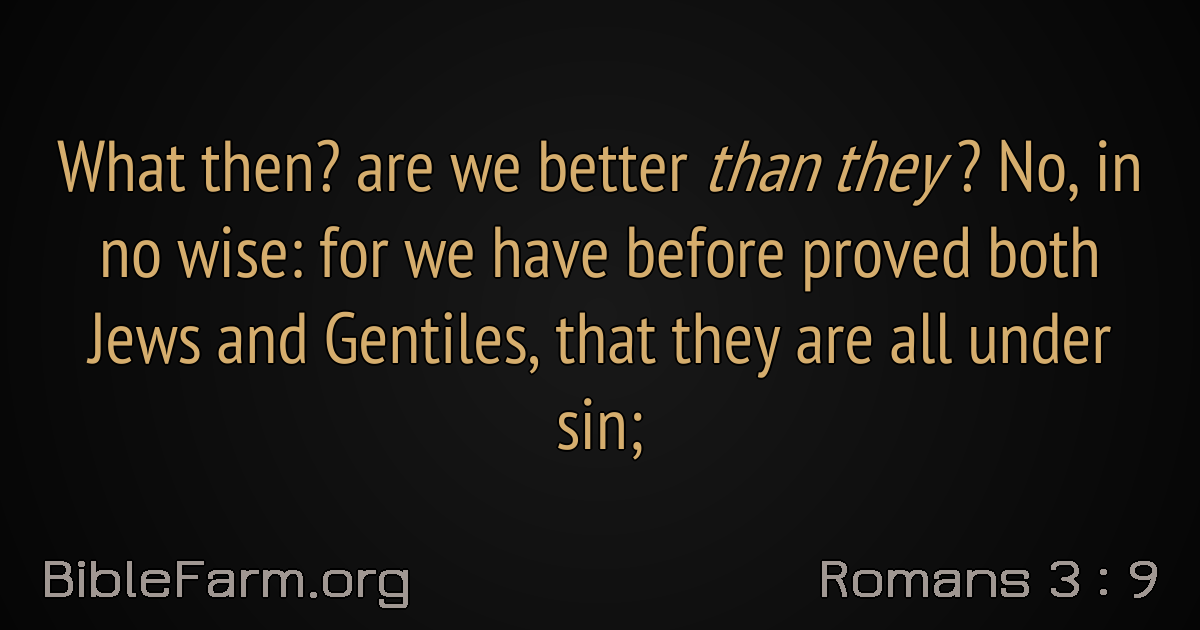 What then? are we better than they? No, in
no wise: for we have before proved both
Jews and Gentiles, that they are all under
sin;
BibleFarm.org
Romans 3 : 9